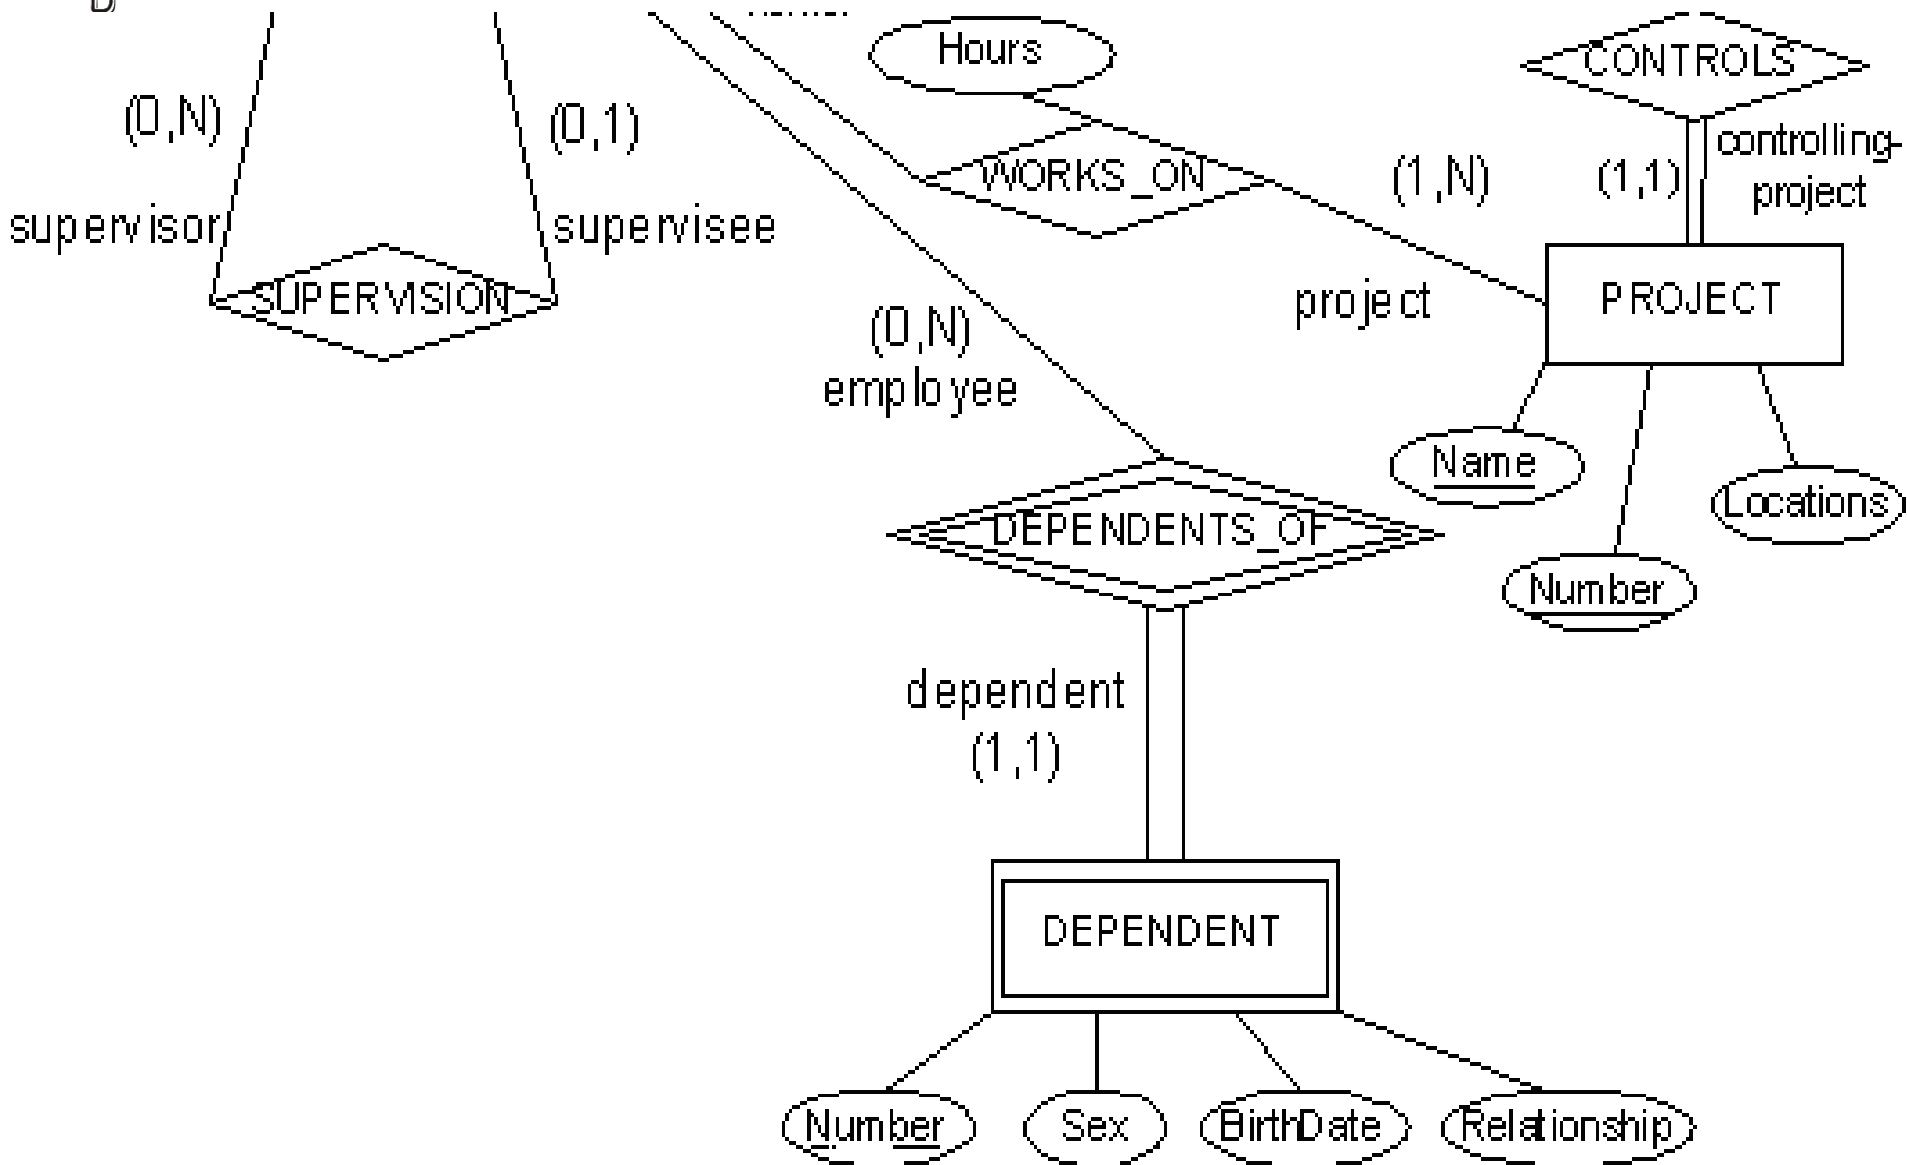 Hours
CONTROLS
(0,N)
(0,1)
controlling-
project
WORKS_ON
(1,N)
(1,1)
supervisor
supervisee
SUPERVISION
project
PROJECT
(0,N)
employee
Name
Locations
DEPENDENTS_OF
Number
dependent
(1,1)
DEPENDENT
Number
Sex
BirthDate
Relationship